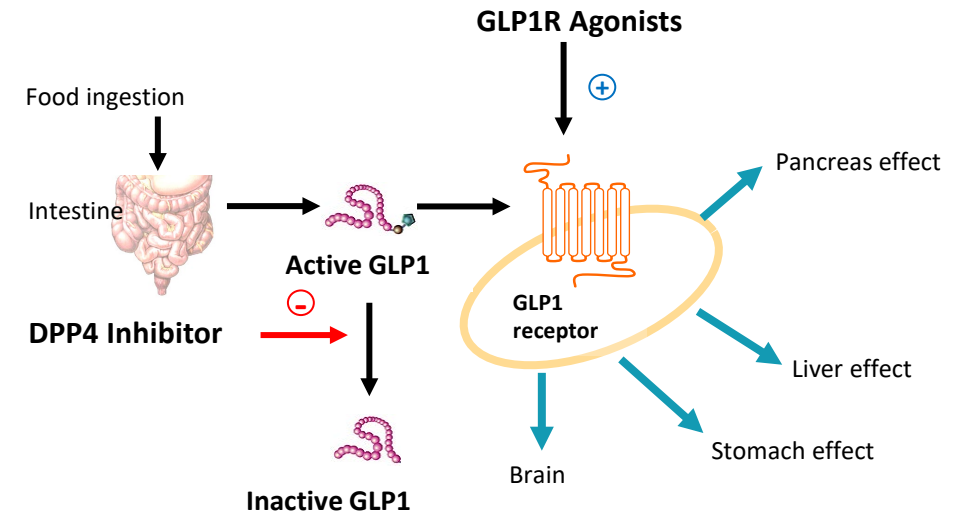 GLP1R Agonists
+
Food ingestion
Pancreas effect
Intestine
Active GLP1
-
DPP4 Inhibitor
GLP1
receptor
Liver effect
Stomach effect
Brain
Inactive GLP1